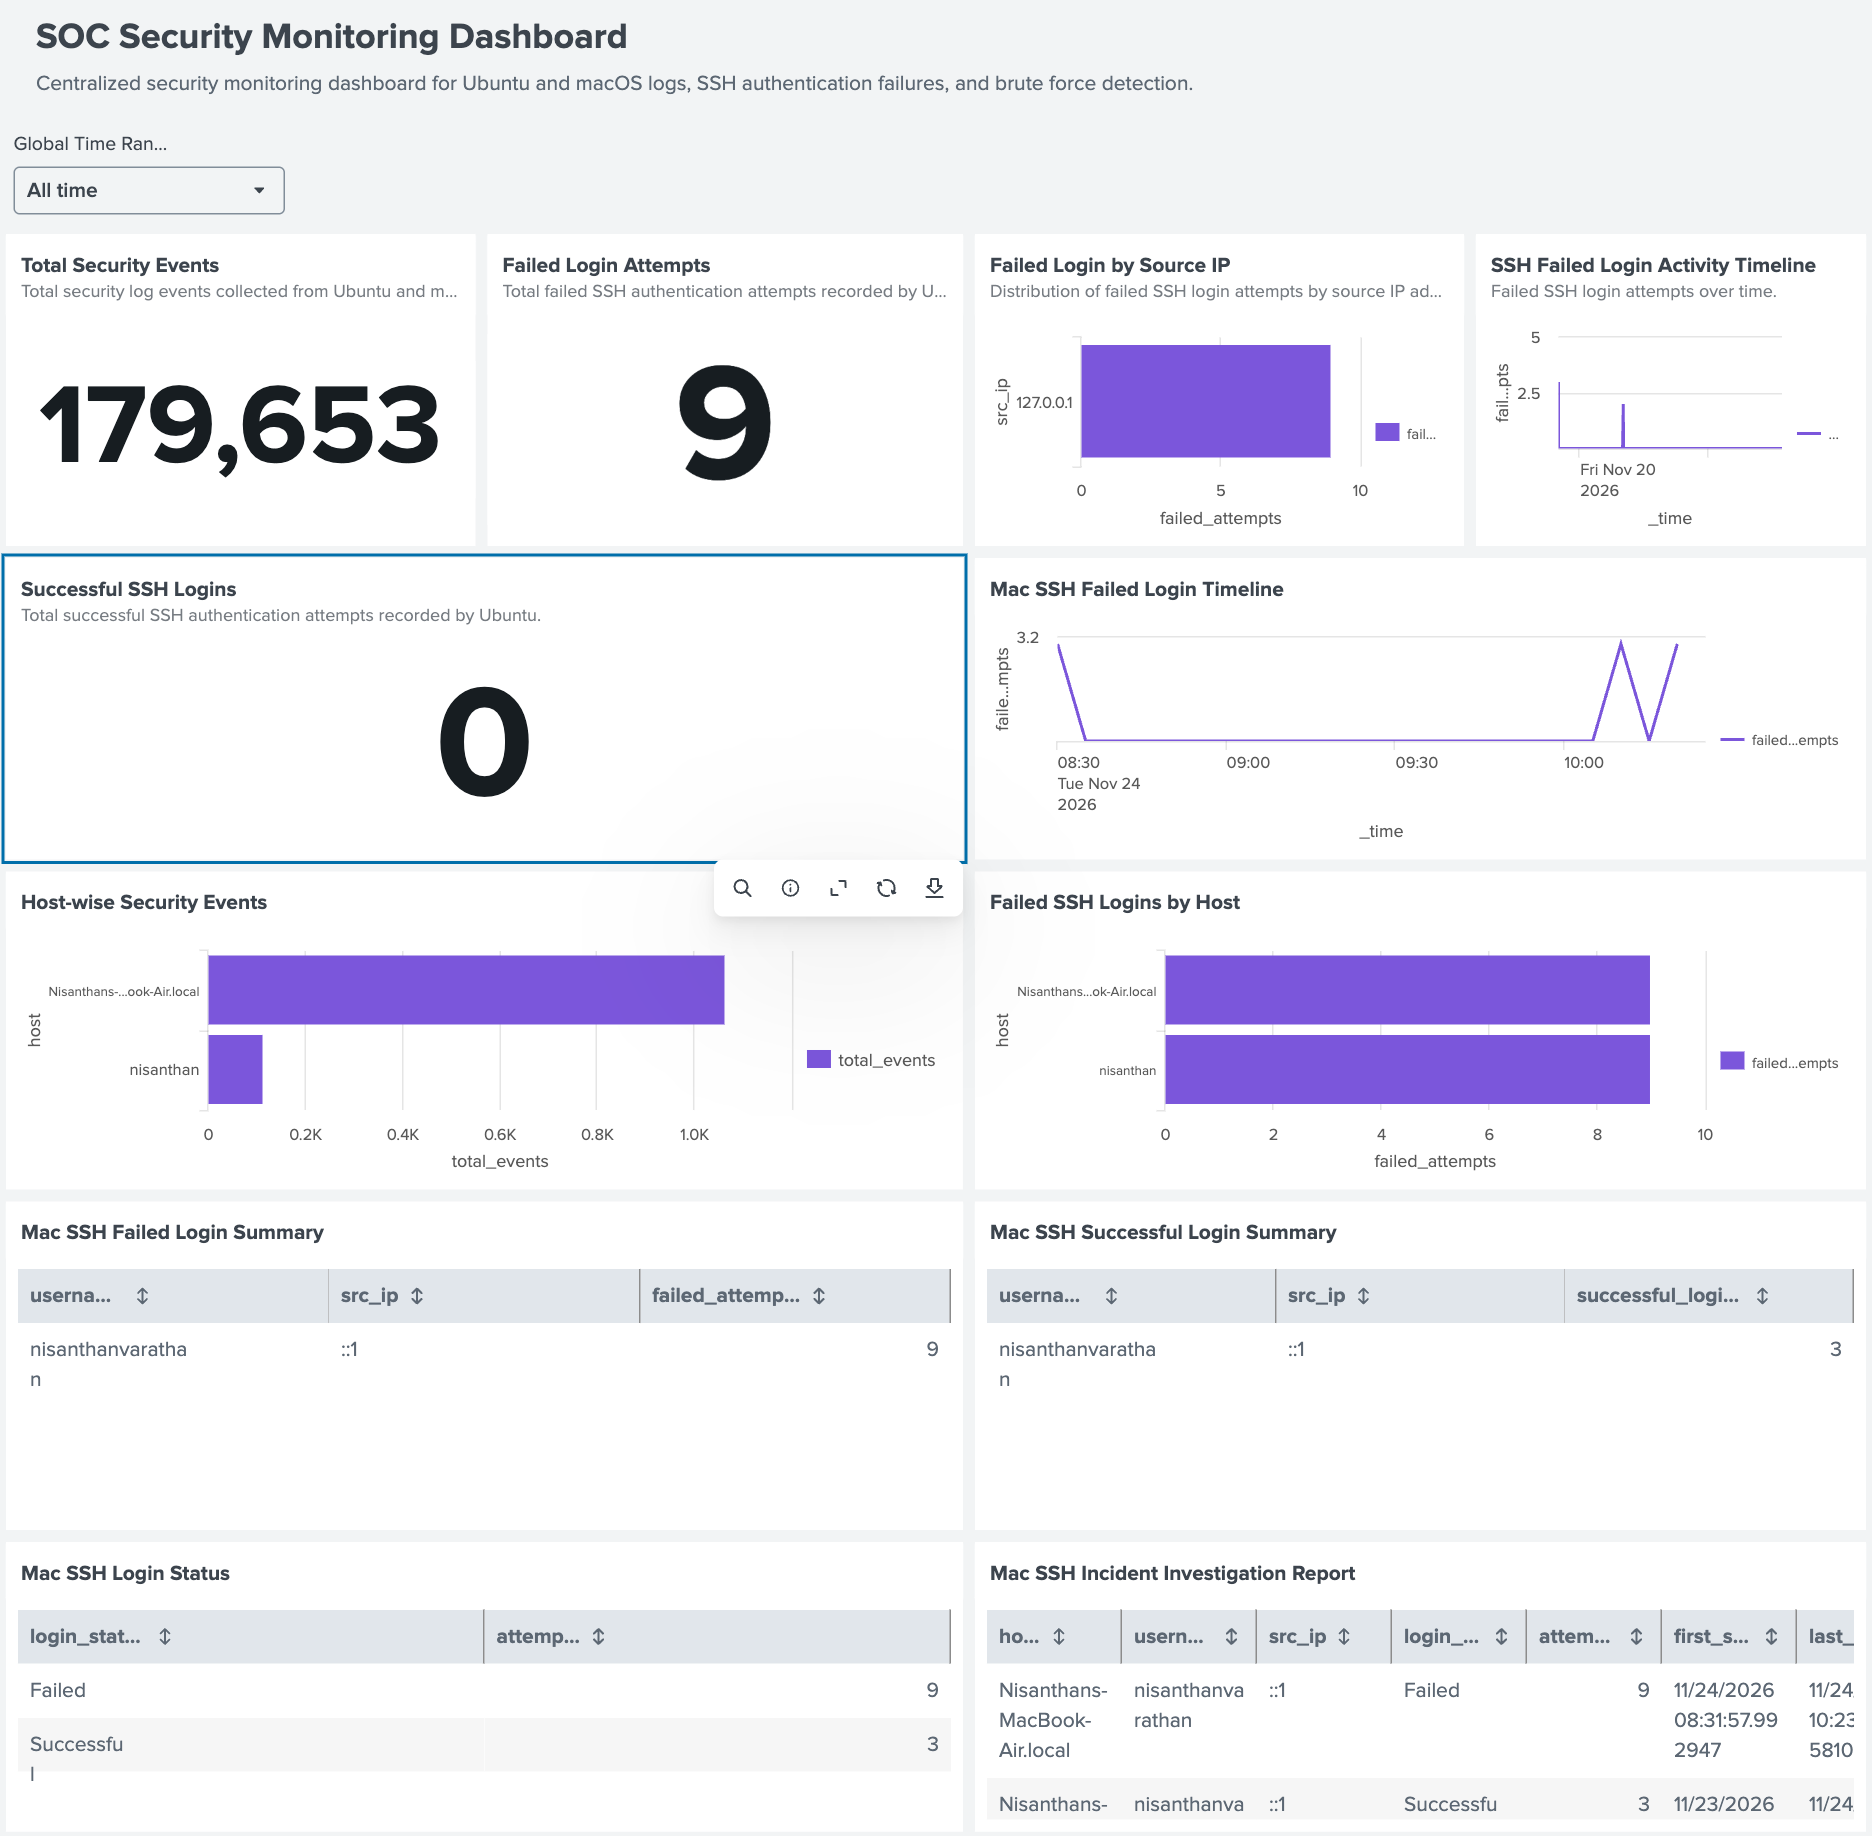 SOC Security Monitoring Dashboard
Centralized security monitoring dashboard for Ubuntu and macOS logs, SSH authentication failures, and brute force detection.
Global Time Ran...
All time
Total Security Events
Total security log events collected from Ubuntu and m...
179,653
Failed Login Attempts
Total failed SSH authentication attempts recorded by U...
9
Failed Login by Source IP
Distribution of failed SSH login attempts by source IP ad...
src_ip
127.0.0.1
fail...
0 5 10
failed_attempts
SSH Failed Login Activity Timeline
Failed SSH login attempts over time.
5
2.5
fail...pts
...
Fri Nov 20
2026
_time
Successful SSH Logins
Total successful SSH authentication attempts recorded by Ubuntu.
0
Mac SSH Failed Login Timeline
3.2
faile...mpts
failed...empts
08:30 09:00 09:30 10:00
Tue Nov 24
2026
_time
Host-wise Security Events
host
Nisanthans-...ook-Air.local
nisanthan
total_events
0 0.2K 0.4K 0.6K 0.8K 1.0K
total_events
Failed SSH Logins by Host
host
Nisanthans...ok-Air.local
nisanthan
failed...empts
0 2 4 6 8 10
failed_attempts
Mac SSH Failed Login Summary
userna... src_ip failed_attemp...
nisanthanvaratha ::1 9
n
Mac SSH Successful Login Summary
userna... src_ip successful_logi...
nisanthanvaratha ::1 3
n
Mac SSH Login Status
login_stat... attemp...
Failed 9
Successfu 3
l
Mac SSH Incident Investigation Report
ho... usern... src_ip login_... attem... first_s... last_
Nisanthans- nisanthanva ::1 Failed 9 11/24/2026 11/24
MacBook- rathan 08:31:57.99 10:23
Air.local 2947 5810
Nisanthans- nisanthanva ::1 Successfu 3 11/23/2026 11/24